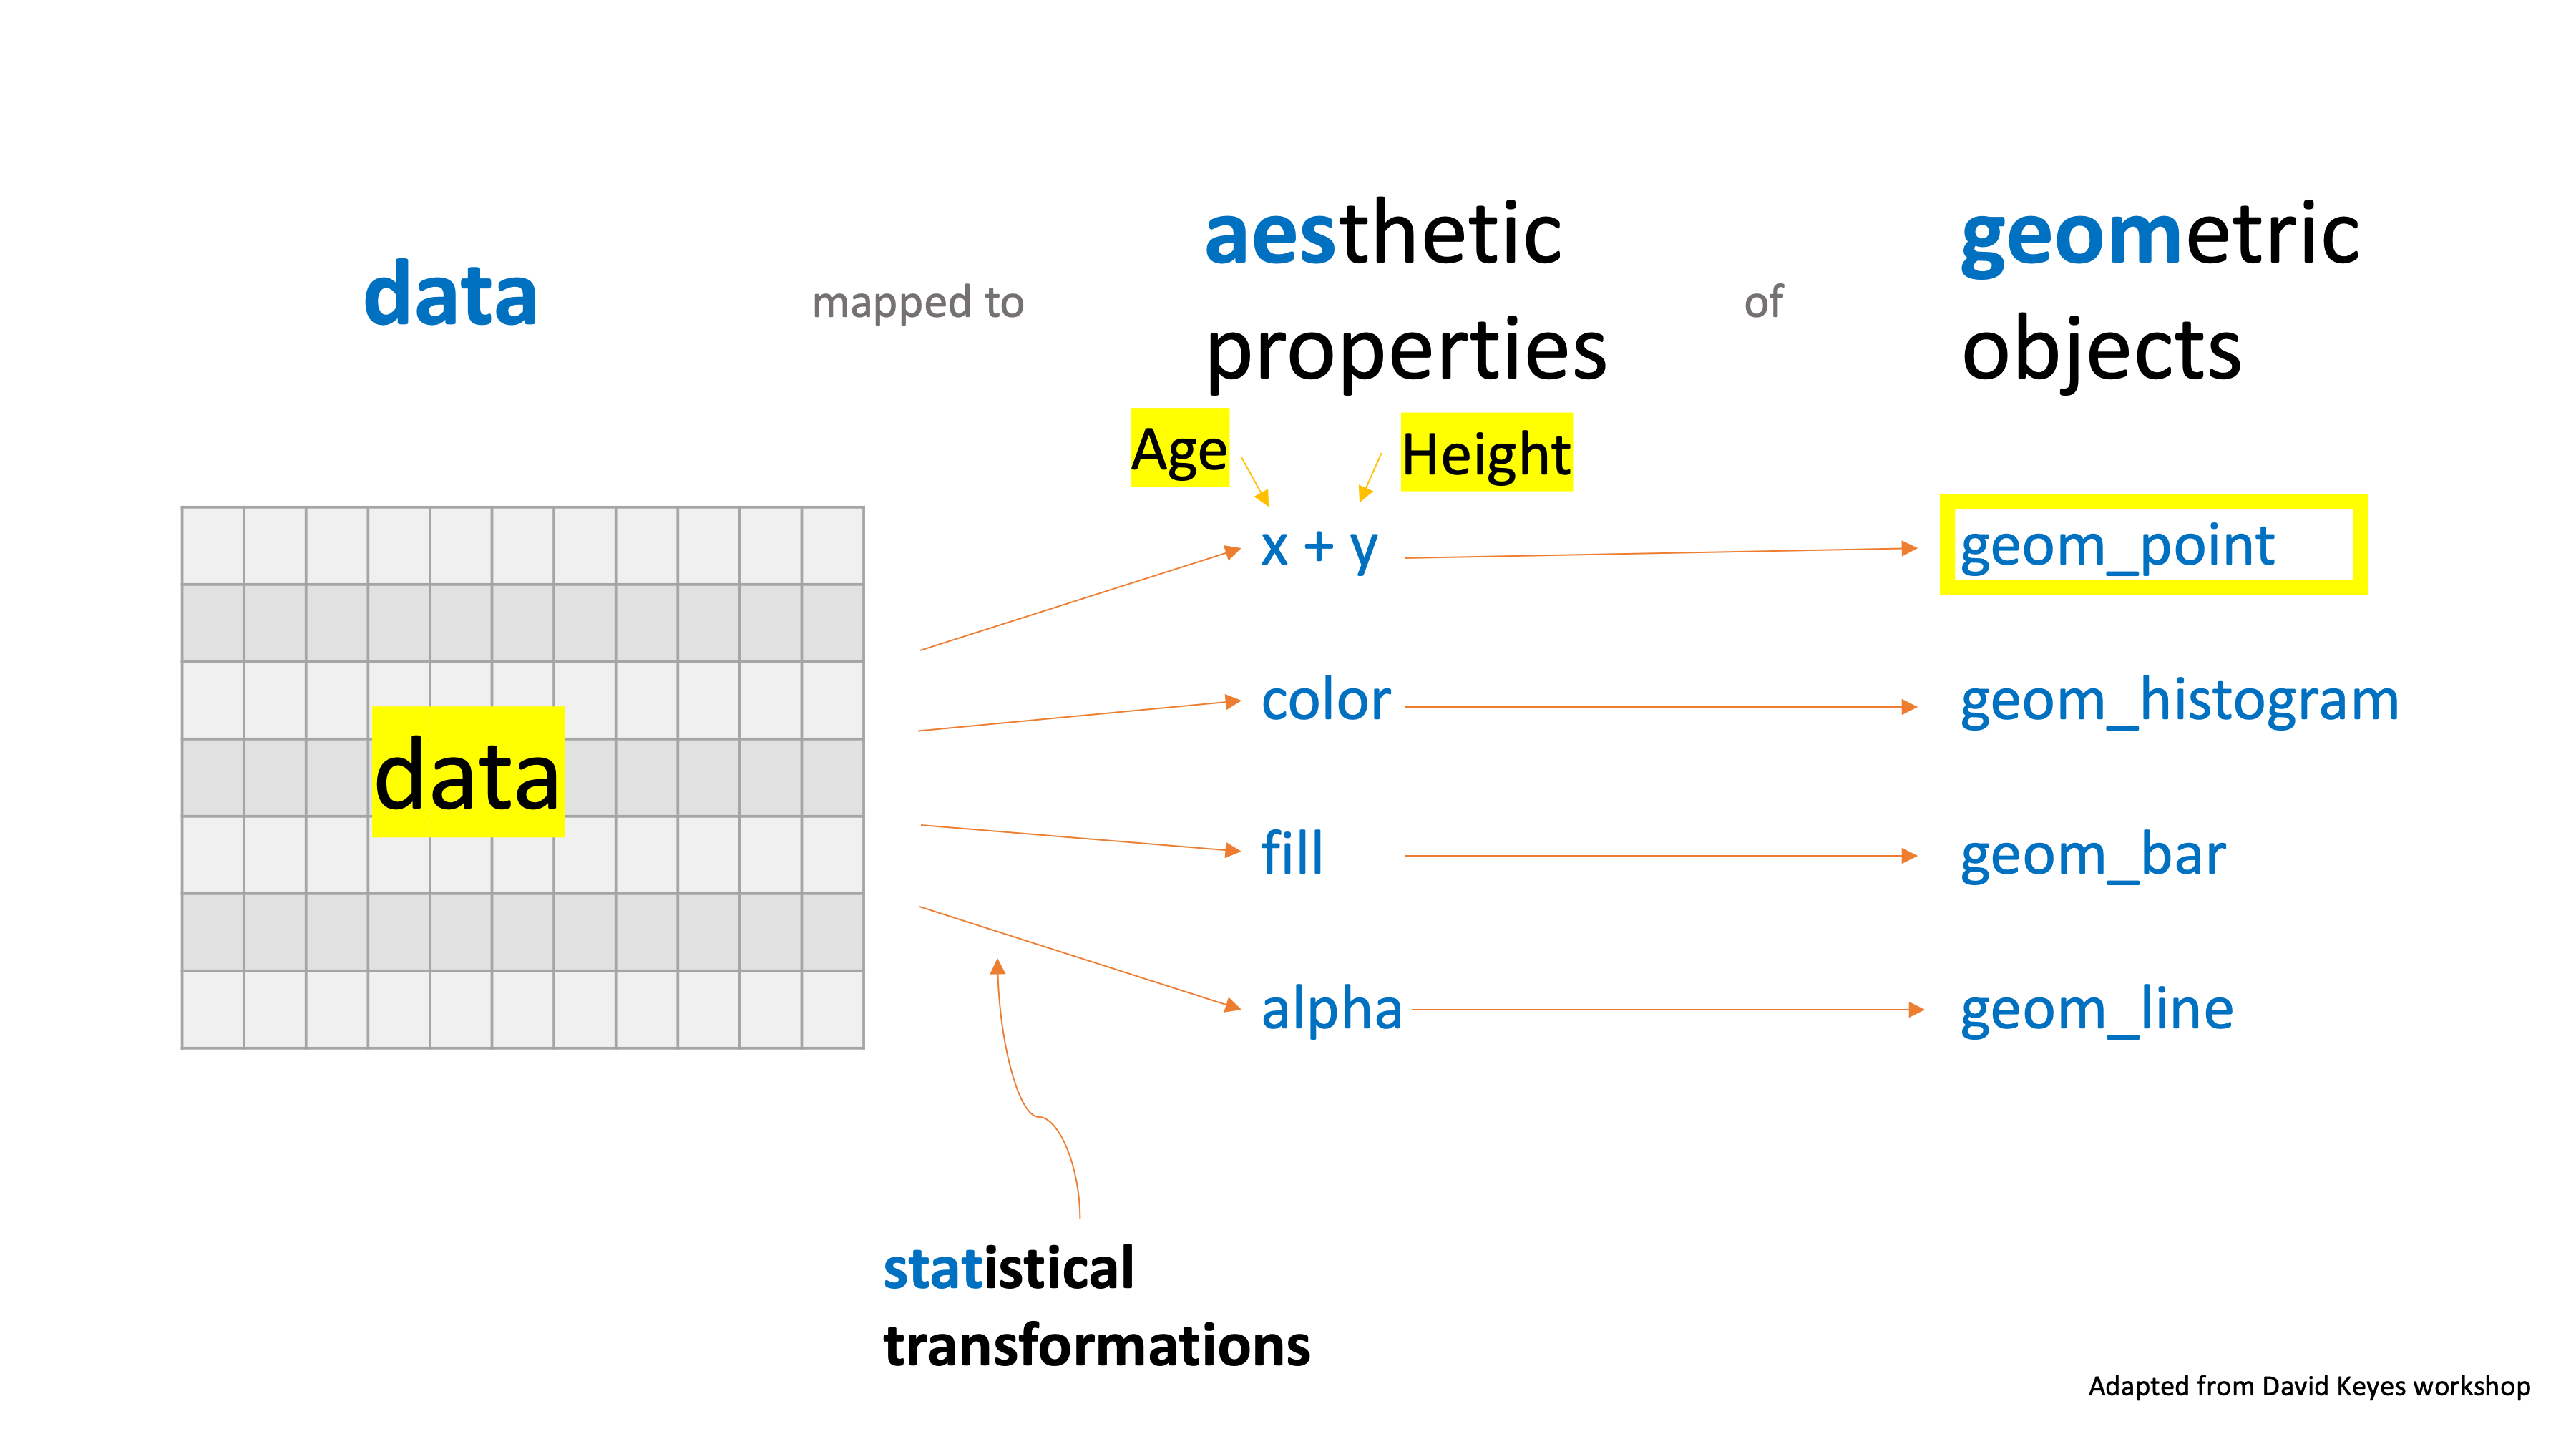 data
mapped to
aesthetic
properties
of
geometric
objects
Age
Height
x + y
geom_point
color
geom_histogram
data
fill
geom_bar
alpha
geom_line
statistical
transformations
Adapted from David Keyes workshop